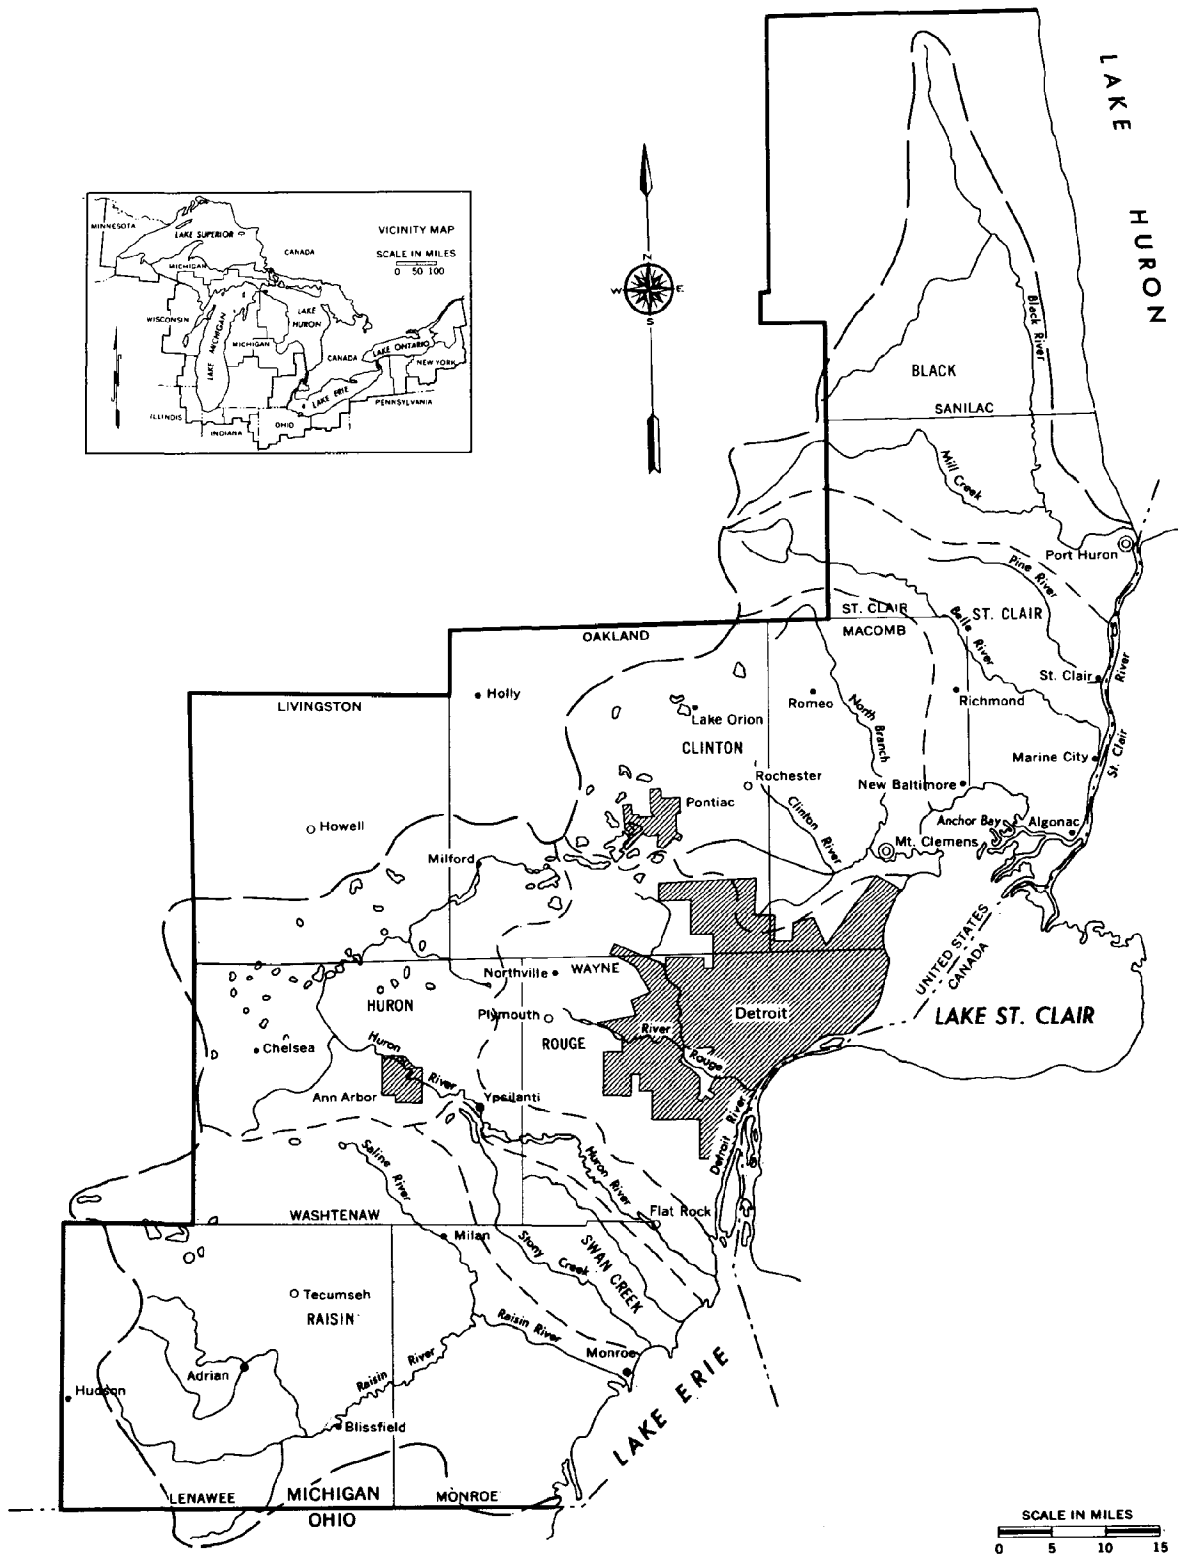 LAKE
HURON
VICINITY MAP
SCALE IN MILES
0 50 100
MINNESOTA
LAKE SUPERIOR
CANADA
MICHIGAN
WISCONSIN
LAKE MICHIGAN
MICHIGAN
LAKE
HURON
CANADA
LAKE ONTARIO
NEW YORK
LAKE ERIE
PENNSYLVANIA
ILLINOIS
INDIANA
OHIO
N
W E
S
Black River
BLACK
SANILAC
Mill Creek
Port Huron
Pine River
ST. CLAIR
ST. CLAIR
Belle River
OAKLAND
MACOMB
St. Clair
River
St. Clair
Holly
LIVINGSTON
Romeo
Richmond
North Branch
Lake Orion
CLINTON
Marine City
Rochester
New Baltimore
Pontiac
Clinton River
Anchor Bay
Algonac
Howell
Mt. Clemens
Milford
UNITED STATES
CANADA
Northville
WAYNE
HURON
Plymouth
ROUGE
River
Rouge
Detroit
LAKE ST. CLAIR
Chelsea
Huron
River
Ann Arbor
Ypsilanti
Detroit River
Saline
River
Huron River
WASHTENAW
Flat Rock
Milan
Stony
Creek
SWAN CREEK
Tecumseh
RAISIN
Raisin River
Monroe
Adrian
Raisin River
Hudson
LAKE ERIE
Blissfield
LENAWEE
MICHIGAN
MONROE
OHIO
SCALE IN MILES
0 5 10 15